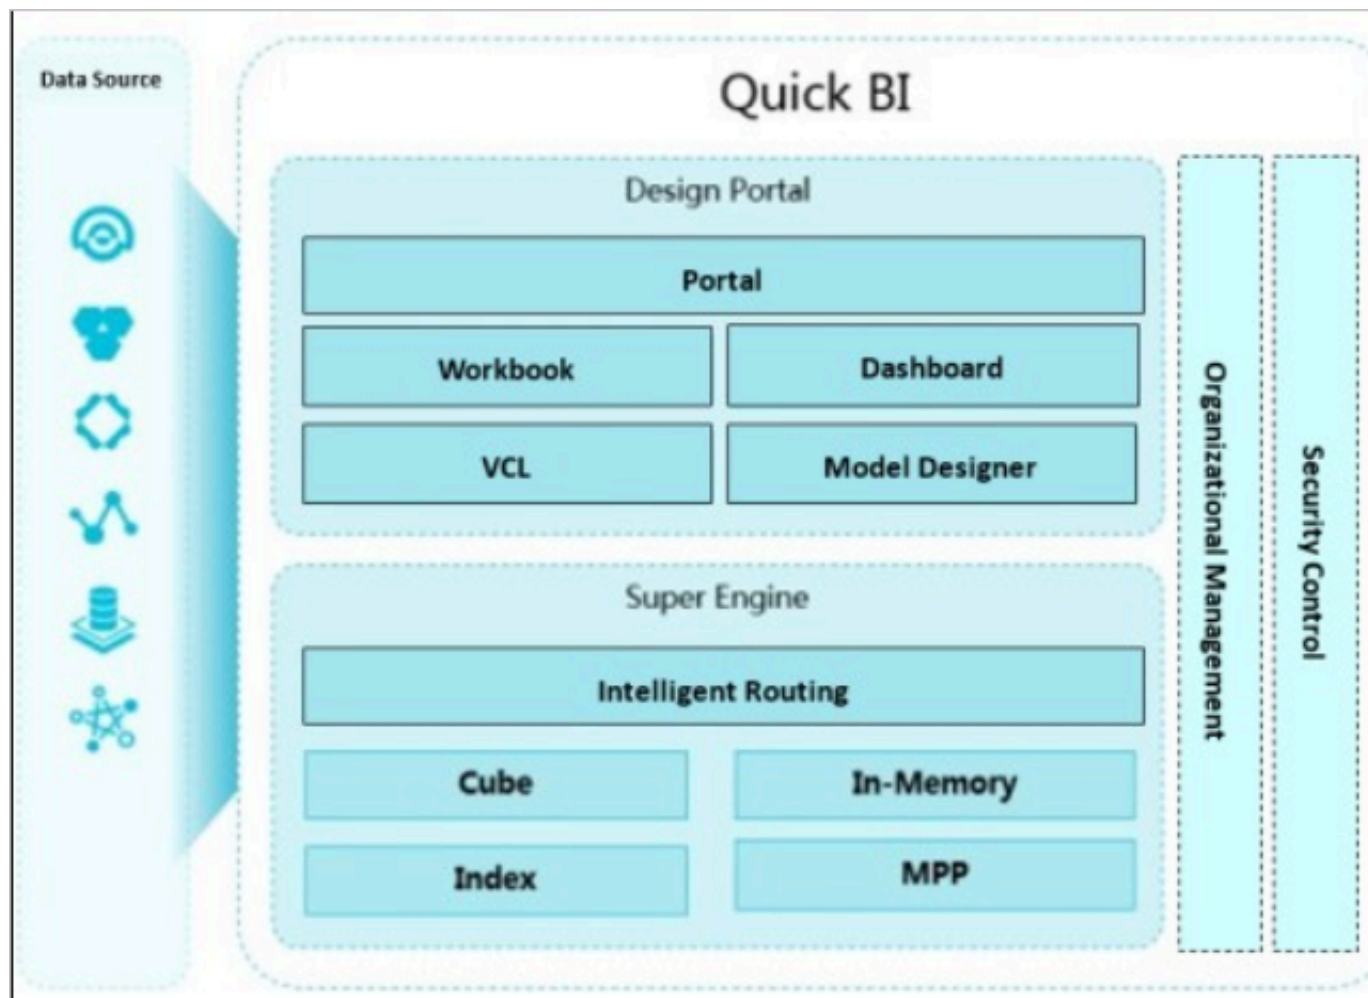 Data Source
Quick BI
Design Portal
Portal
Workbook
Dashboard
VCL
Model Designer
Super Engine
Intelligent Routing
Cube
In-Memory
Index
MPP
Organizational Management
Security Control